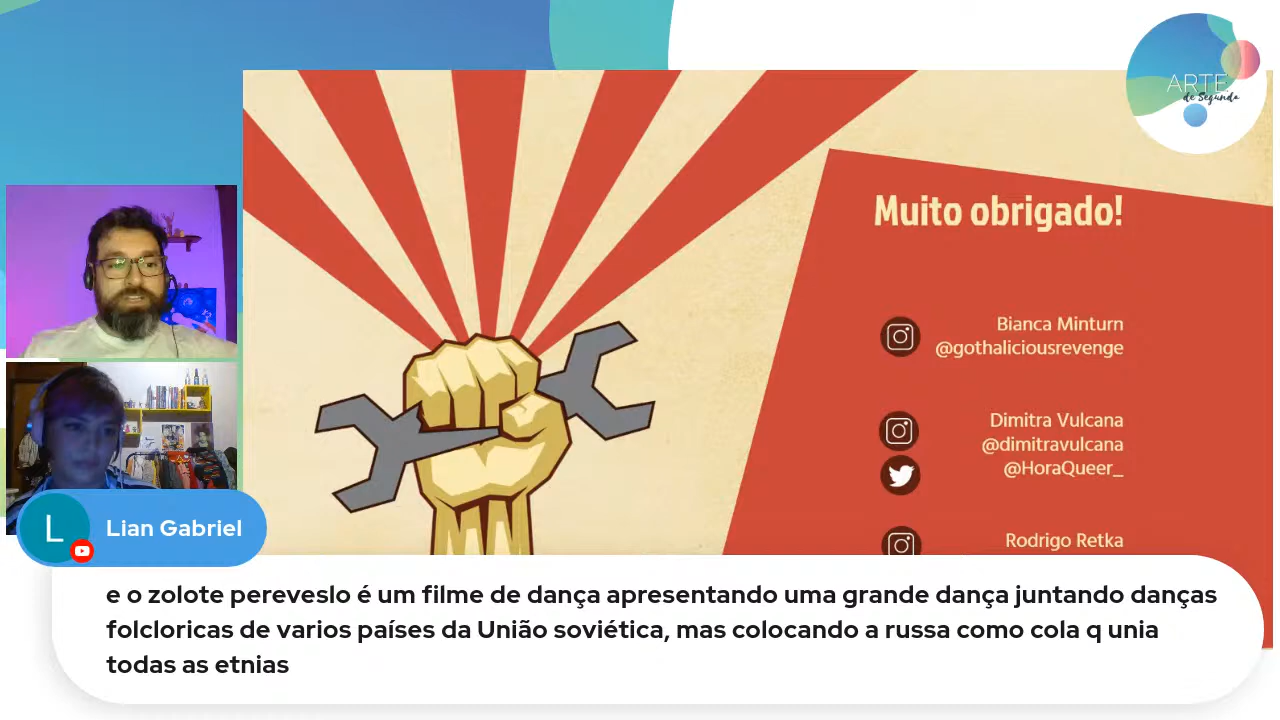 ARTE
de Segunda
Muito obrigado!
Bianca Minturn
@gothaliciousrevenge
Dimitra Vulcana
@dimitravulcana
@HoraQueer_
Rodrigo Retka
L
Lian Gabriel
e o zolote pereveslo é um filme de dança apresentando uma grande dança juntando danças
folcloricas de varios países da União soviética, mas colocando a russa como cola q unia
todas as etnias